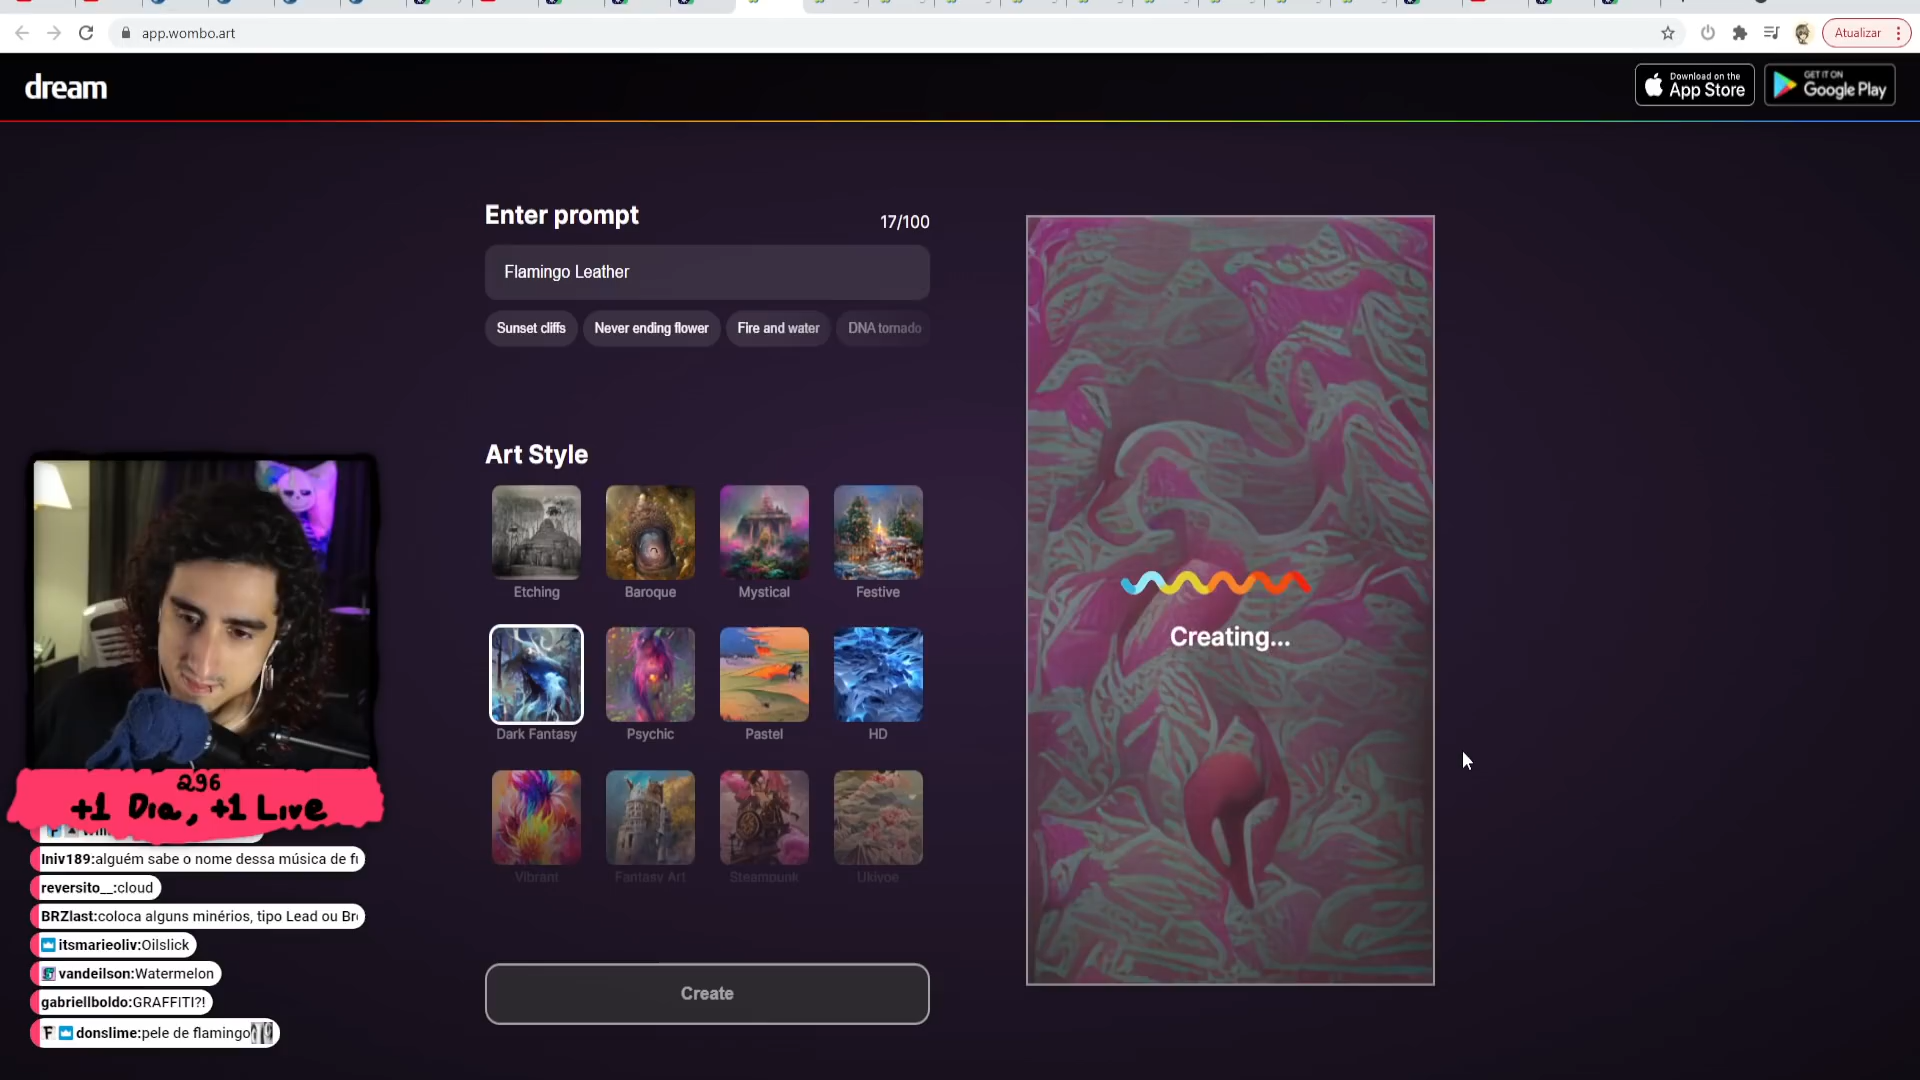 app.wombo.art
Atualizar
dream
Download on the
App Store
GET IT ON
Google Play
Enter prompt
17/100
Flamingo Leather
Sunset cliffs
Never ending flower
Fire and water
DNA tornado
Art Style
Etching
Baroque
Mystical
Festive
Dark Fantasy
Psychic
Pastel
HD
Vibrant
Fantasy Art
Steampunk
Ukiyoe
Create
Creating...
296
+1 Dia, +1 Live
Iniv189:alguém sabe o nome dessa música de
reversito__:cloud
BRZlast:coloca alguns minérios, tipo Lead ou
itsmarieoliv:Oilslick
vandeilson:Watermelon
gabriellboldo:GRAFFITI?!
donslime:pele de flamingo